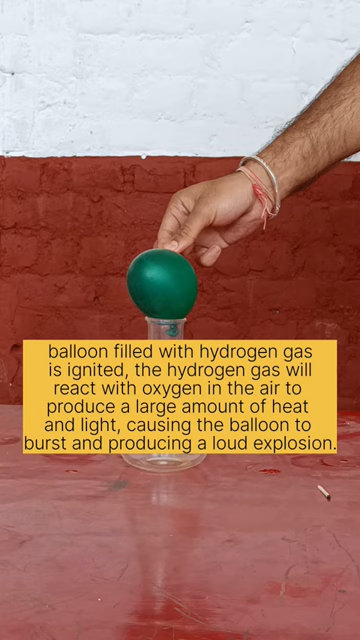 balloon filled with hydrogen gas
is ignited, the hydrogen gas will
react with oxygen in the air to
produce a large amount of heat
and light, causing the balloon to
burst and producing a loud explosion.